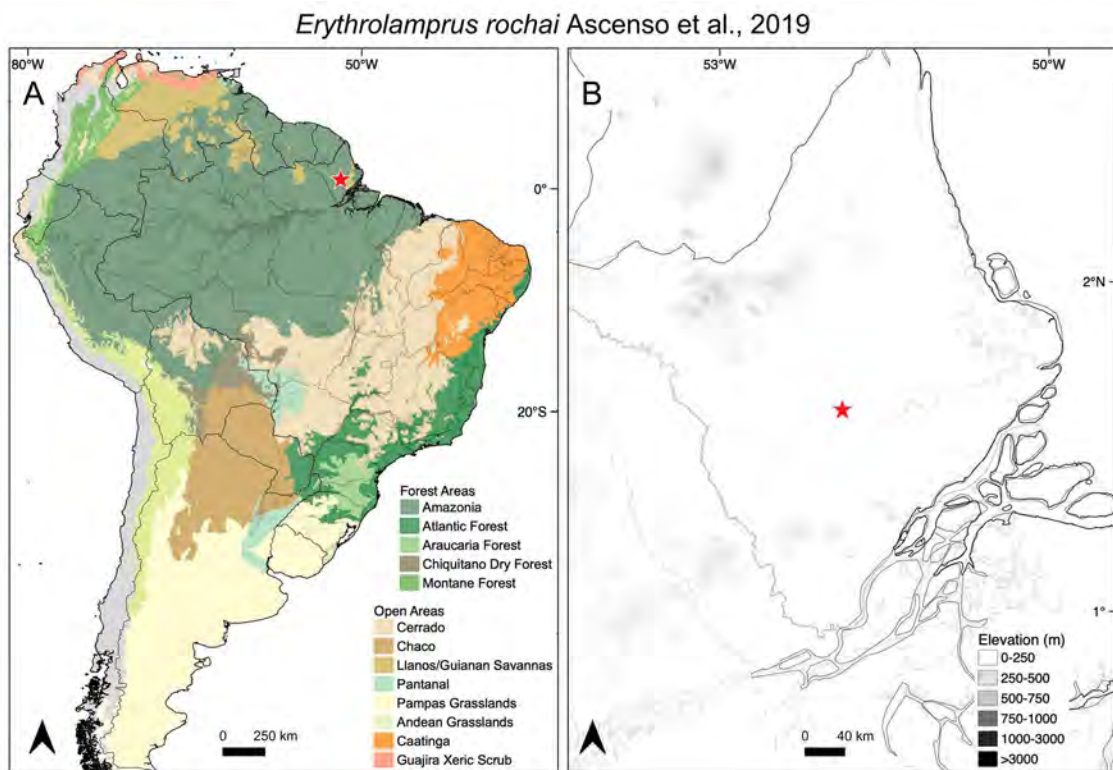 Erythrolamprus rochai Ascenso et al., 2019
A
80°W
50°W
0°
20°S
Forest Areas
Amazonia
Atlantic Forest
Araucaria Forest
Chiquitano Dry Forest
Montane Forest
Open Areas
Cerrado
Chaco
Llanos/Guianan Savannas
Pantanal
Pampas Grasslands
Andean Grasslands
Caatinga
Guajira Xeric Scrub
0 250 km
B
53°W
50°W
2°N
1°
Elevation (m)
0-250
250-500
500-750
750-1000
1000-3000
>3000
0 40 km